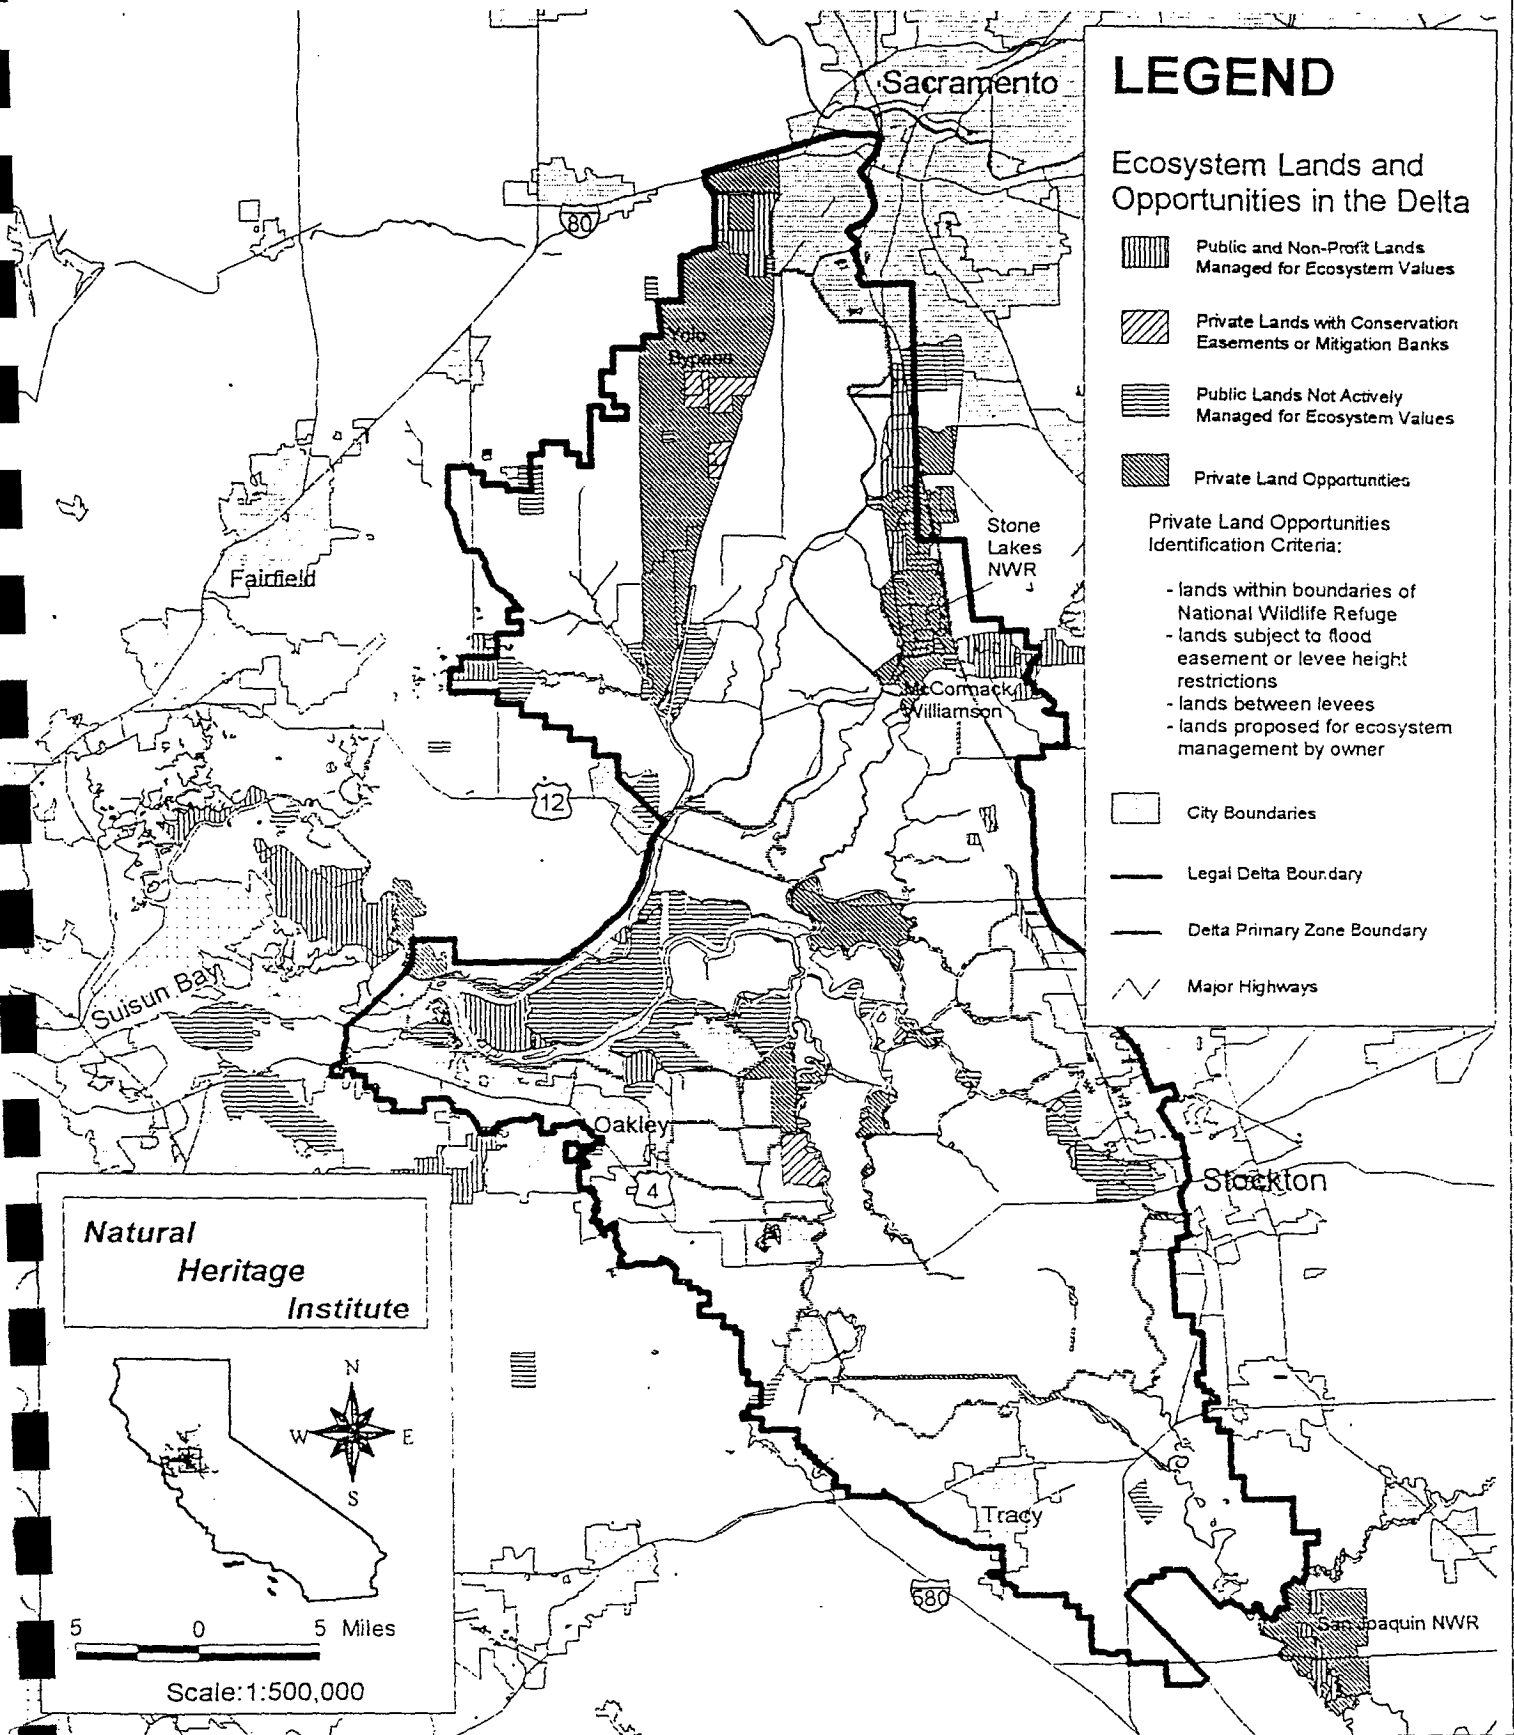 Sacramento
80
Yolo
Bypass
Fairfield
Stone
Lakes
NWR
McCormack/
Williamson
12
Suisun Bay
Oakley
4
Stockton
Tracy
580
San Joaquin NWR
LEGEND
Ecosystem Lands and
Opportunities in the Delta
Public and Non-Profit Lands
Managed for Ecosystem Values
Private Lands with Conservation
Easements or Mitigation Banks
Public Lands Not Actively
Managed for Ecosystem Values
Private Land Opportunities
Private Land Opportunities
Identification Criteria:
- lands within boundaries of
National Wildlife Refuge
- lands subject to flood
easement or levee height
restrictions
- lands between levees
- lands proposed for ecosystem
management by owner
City Boundaries
Legal Delta Boundary
Delta Primary Zone Boundary
Major Highways
Natural
Heritage
Institute
N
W E
S
5 0 5 Miles
Scale:1:500,000